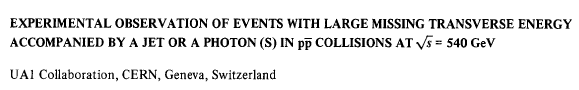 EXPERIMENTAL OBSERVATION OF EVENTS WITH LARGE MISSING TRANSVERSE ENERGY
ACCOMPANIED BY A JET OR A PHOTON (S) IN pp̄ COLLISIONS AT √s = 540 GeV
UA1 Collaboration, CERN, Geneva, Switzerland